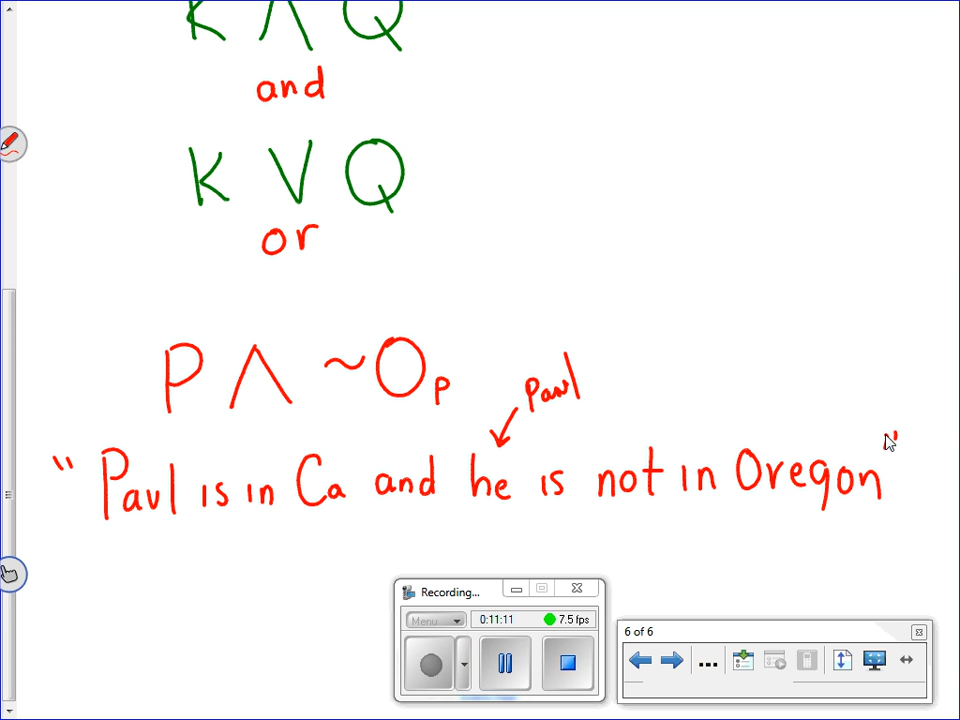 K ∧ Q
and
K V Q
or
P ∧ ~O_P
Paul
"Paul is in Ca and he is not in Oregon"
Recording...
Menu 0:11:11 7.5 fps
6 of 6
...